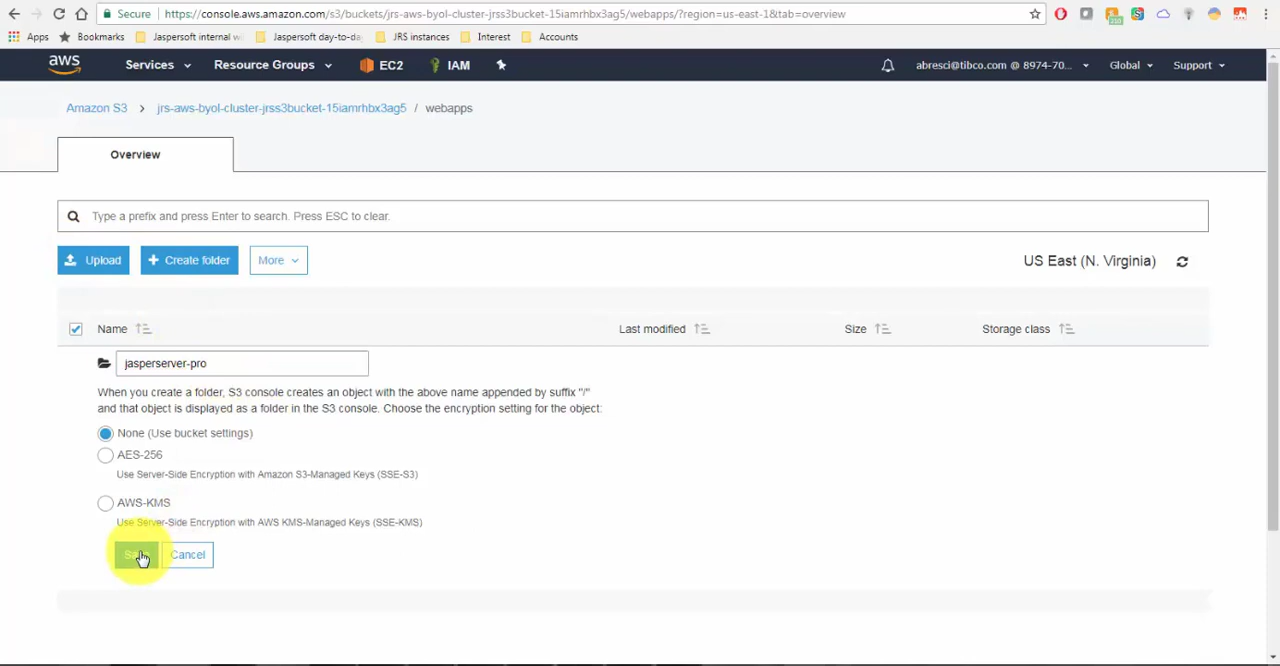 Secure https://console.aws.amazon.com/s3/buckets/jrs-aws-byol-cluster-jrss3bucket-15iamrhbx3ag5/webapps/?region=us-east-1&tab=overview
Apps Bookmarks Jaspersoft internal Jaspersoft day-to-da JRS instances Interest Accounts
aws Services Resource Groups EC2 IAM abresci@tibco.com @ 8974-70... Global Support
Amazon S3 > jrs-aws-byol-cluster-jrss3bucket-15iamrhbx3ag5 / webapps
Overview
Type a prefix and press Enter to search. Press ESC to clear.
Upload + Create folder More US East (N. Virginia)
Name Last modified Size Storage class
jasperserver-pro
When you create a folder, S3 console creates an object with the above name appended by suffix "/"
and that object is displayed as a folder in the S3 console. Choose the encryption setting for the object:
None (Use bucket settings)
AES-256
Use Server-Side Encryption with Amazon S3-Managed Keys (SSE-S3)
AWS-KMS
Use Server-Side Encryption with AWS KMS-Managed Keys (SSE-KMS)
Cancel